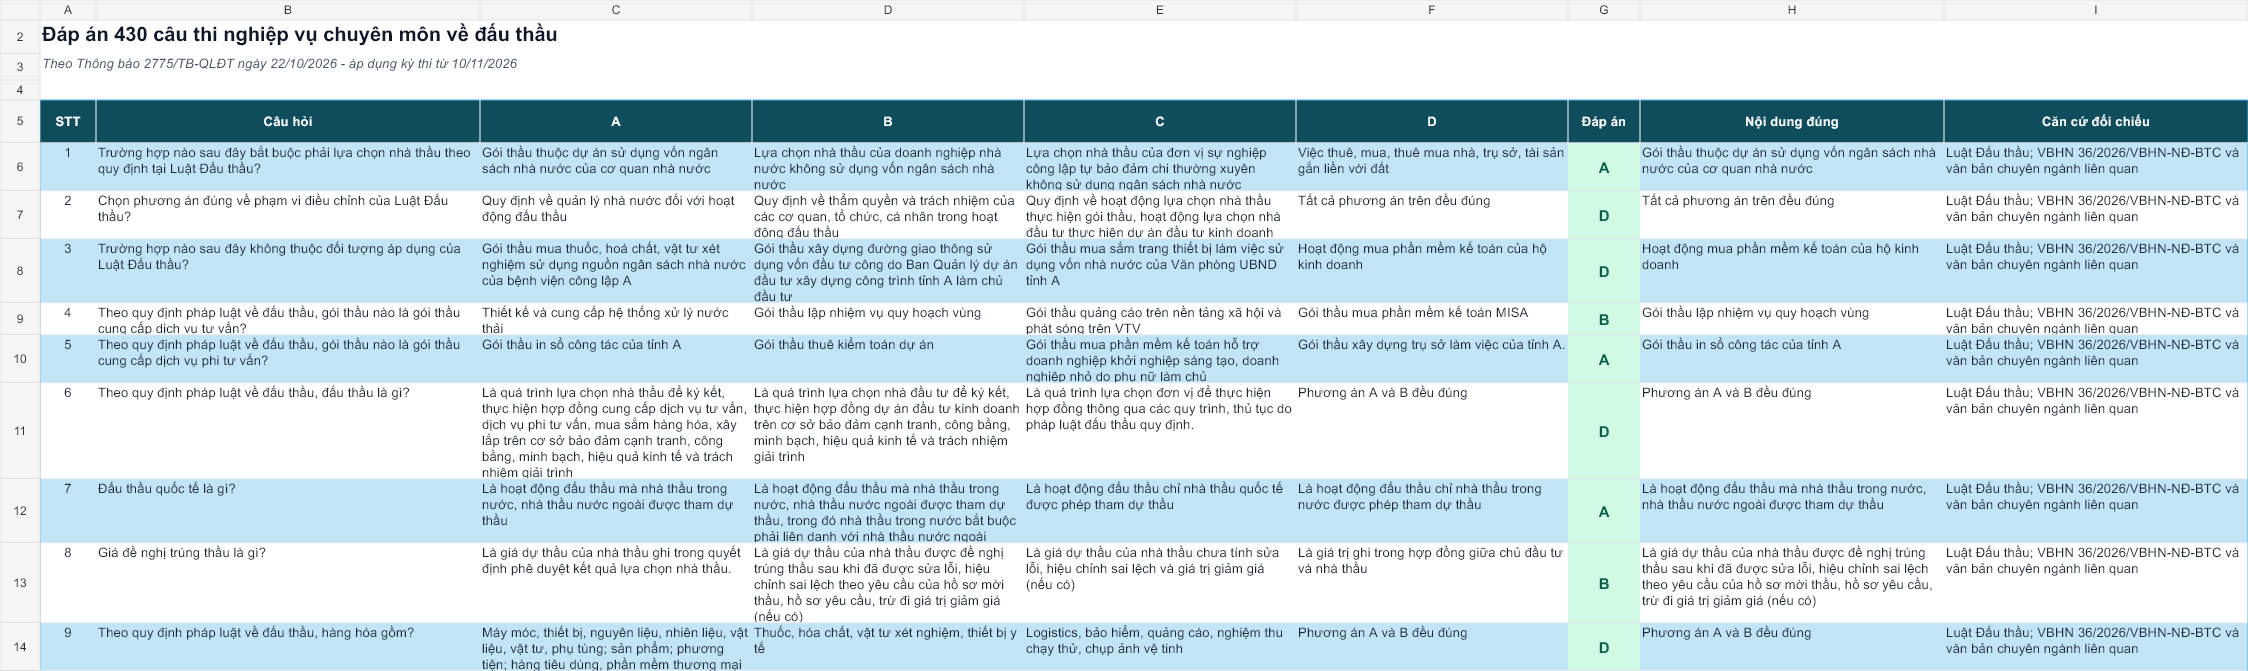 A B C D E F G H I
2 Đáp án 430 câu thi nghiệp vụ chuyên môn về đấu thầu
3 Theo Thông báo 2775/TB-QLĐT ngày 22/10/2026 - áp dụng kỳ thi từ 10/11/2026
4
5 STT Câu hỏi A B C D Đáp án Nội dung đúng Căn cứ đối chiếu
6
1
Trường hợp nào sau đây bắt buộc phải lựa chọn nhà thầu theo
quy định tại Luật Đấu thầu?
Gói thầu thuộc dự án sử dụng vốn ngân
sách nhà nước của cơ quan nhà nước
Lựa chọn nhà thầu của doanh nghiệp nhà
nước không sử dụng vốn ngân sách nhà
nước
Lựa chọn nhà thầu của đơn vị sự nghiệp
công lập tự bảo đảm chi thường xuyên
không sử dụng ngân sách nhà nước
Việc thuê, mua, thuê mua nhà, trụ sở, tài sản
gắn liền với đất
A
Gói thầu thuộc dự án sử dụng vốn ngân sách nhà
nước của cơ quan nhà nước
Luật Đấu thầu; VBHN 36/2026/VBHN-NĐ-BTC và
văn bản chuyên ngành liên quan
7
2
Chọn phương án đúng về phạm vi điều chỉnh của Luật Đấu
thầu?
Quy định về quản lý nhà nước đối với hoạt
động đấu thầu
Quy định về thẩm quyền và trách nhiệm của
các cơ quan, tổ chức, cá nhân trong hoạt
động đấu thầu
Quy định về hoạt động lựa chọn nhà thầu
thực hiện gói thầu, hoạt động lựa chọn nhà
đầu tư thực hiện dự án đầu tư kinh doanh
Tất cả phương án trên đều đúng
D
Tất cả phương án trên đều đúng
Luật Đấu thầu; VBHN 36/2026/VBHN-NĐ-BTC và
văn bản chuyên ngành liên quan
8
3
Trường hợp nào sau đây không thuộc đối tượng áp dụng của
Luật Đấu thầu?
Gói thầu mua thuốc, hoá chất, vật tư xét
nghiệm sử dụng nguồn ngân sách nhà nước
của bệnh viện công lập A
Gói thầu xây dựng đường giao thông sử
dụng vốn đầu tư công do Ban Quản lý dự án
đầu tư xây dựng công trình tỉnh A làm chủ
đầu tư
Gói thầu mua sắm trang thiết bị làm việc sử
dụng vốn nhà nước của Văn phòng UBND
tỉnh A
Hoạt động mua phần mềm kế toán của hộ
kinh doanh
D
Hoạt động mua phần mềm kế toán của hộ kinh
doanh
Luật Đấu thầu; VBHN 36/2026/VBHN-NĐ-BTC và
văn bản chuyên ngành liên quan
9
4
Theo quy định pháp luật về đấu thầu, gói thầu nào là gói thầu
cung cấp dịch vụ tư vấn?
Thiết kế và cung cấp hệ thống xử lý nước
thải
Gói thầu lập nhiệm vụ quy hoạch vùng
Gói thầu quảng cáo trên nền tảng xã hội và
phát sóng trên VTV
Gói thầu mua phần mềm kế toán MISA
B
Gói thầu lập nhiệm vụ quy hoạch vùng
Luật Đấu thầu; VBHN 36/2026/VBHN-NĐ-BTC và
văn bản chuyên ngành liên quan
10
5
Theo quy định pháp luật về đấu thầu, gói thầu nào là gói thầu
cung cấp dịch vụ phi tư vấn?
Gói thầu in sổ công tác của tỉnh A
Gói thầu thuê kiểm toán dự án
Gói thầu mua phần mềm kế toán hỗ trợ
doanh nghiệp khởi nghiệp sáng tạo, doanh
nghiệp nhỏ do phụ nữ làm chủ
Gói thầu xây dựng trụ sở làm việc của tỉnh A.
A
Gói thầu in sổ công tác của tỉnh A
Luật Đấu thầu; VBHN 36/2026/VBHN-NĐ-BTC và
văn bản chuyên ngành liên quan
11
6
Theo quy định pháp luật về đấu thầu, đấu thầu là gì?
Là quá trình lựa chọn nhà thầu để ký kết,
thực hiện hợp đồng cung cấp dịch vụ tư vấn,
dịch vụ phi tư vấn, mua sắm hàng hóa, xây
lắp trên cơ sở bảo đảm cạnh tranh, công
bằng, minh bạch, hiệu quả kinh tế và trách
nhiệm giải trình
Là quá trình lựa chọn nhà đầu tư để ký kết,
thực hiện hợp đồng dự án đầu tư kinh doanh
trên cơ sở bảo đảm cạnh tranh, công bằng,
minh bạch, hiệu quả kinh tế và trách nhiệm
giải trình
Là quá trình lựa chọn đơn vị để thực hiện
hợp đồng thông qua các quy trình, thủ tục do
pháp luật đấu thầu quy định.
Phương án A và B đều đúng
D
Phương án A và B đều đúng
Luật Đấu thầu; VBHN 36/2026/VBHN-NĐ-BTC và
văn bản chuyên ngành liên quan
12
7
Đấu thầu quốc tế là gì?
Là hoạt động đấu thầu mà nhà thầu trong
nước, nhà thầu nước ngoài được tham dự
thầu
Là hoạt động đấu thầu mà nhà thầu trong
nước, nhà thầu nước ngoài được tham dự
thầu, trong đó nhà thầu trong nước bắt buộc
phải liên danh với nhà thầu nước ngoài
Là hoạt động đấu thầu chỉ nhà thầu quốc tế
được phép tham dự thầu
Là hoạt động đấu thầu chỉ nhà thầu trong
nước được phép tham dự thầu
A
Là hoạt động đấu thầu mà nhà thầu trong nước,
nhà thầu nước ngoài được tham dự thầu
Luật Đấu thầu; VBHN 36/2026/VBHN-NĐ-BTC và
văn bản chuyên ngành liên quan
13
8
Giá đề nghị trúng thầu là gì?
Là giá dự thầu của nhà thầu ghi trong quyết
định phê duyệt kết quả lựa chọn nhà thầu.
Là giá dự thầu của nhà thầu được đề nghị
trúng thầu sau khi đã được sửa lỗi, hiệu
chỉnh sai lệch theo yêu cầu của hồ sơ mời
thầu, hồ sơ yêu cầu, trừ đi giá trị giảm giá
(nếu có)
Là giá dự thầu của nhà thầu chưa tính sửa
lỗi, hiệu chỉnh sai lệch và giá trị giảm giá
(nếu có)
Là giá trị ghi trong hợp đồng giữa chủ đầu tư
và nhà thầu
B
Là giá dự thầu của nhà thầu được đề nghị trúng
thầu sau khi đã được sửa lỗi, hiệu chỉnh sai lệch
theo yêu cầu của hồ sơ mời thầu, hồ sơ yêu cầu,
trừ đi giá trị giảm giá (nếu có)
Luật Đấu thầu; VBHN 36/2026/VBHN-NĐ-BTC và
văn bản chuyên ngành liên quan
14
9
Theo quy định pháp luật về đấu thầu, hàng hóa gồm?
Máy móc, thiết bị, nguyên liệu, nhiên liệu, vật
liệu, vật tư, phụ tùng; sản phẩm; phương
tiện; hàng tiêu dùng, phần mềm thương mại
Thuốc, hóa chất, vật tư xét nghiệm, thiết bị y
tế
Logistics, bảo hiểm, quảng cáo, nghiệm thu
chạy thử, chụp ảnh vệ tinh
Phương án A và B đều đúng
D
Phương án A và B đều đúng
Luật Đấu thầu; VBHN 36/2026/VBHN-NĐ-BTC và
văn bản chuyên ngành liên quan